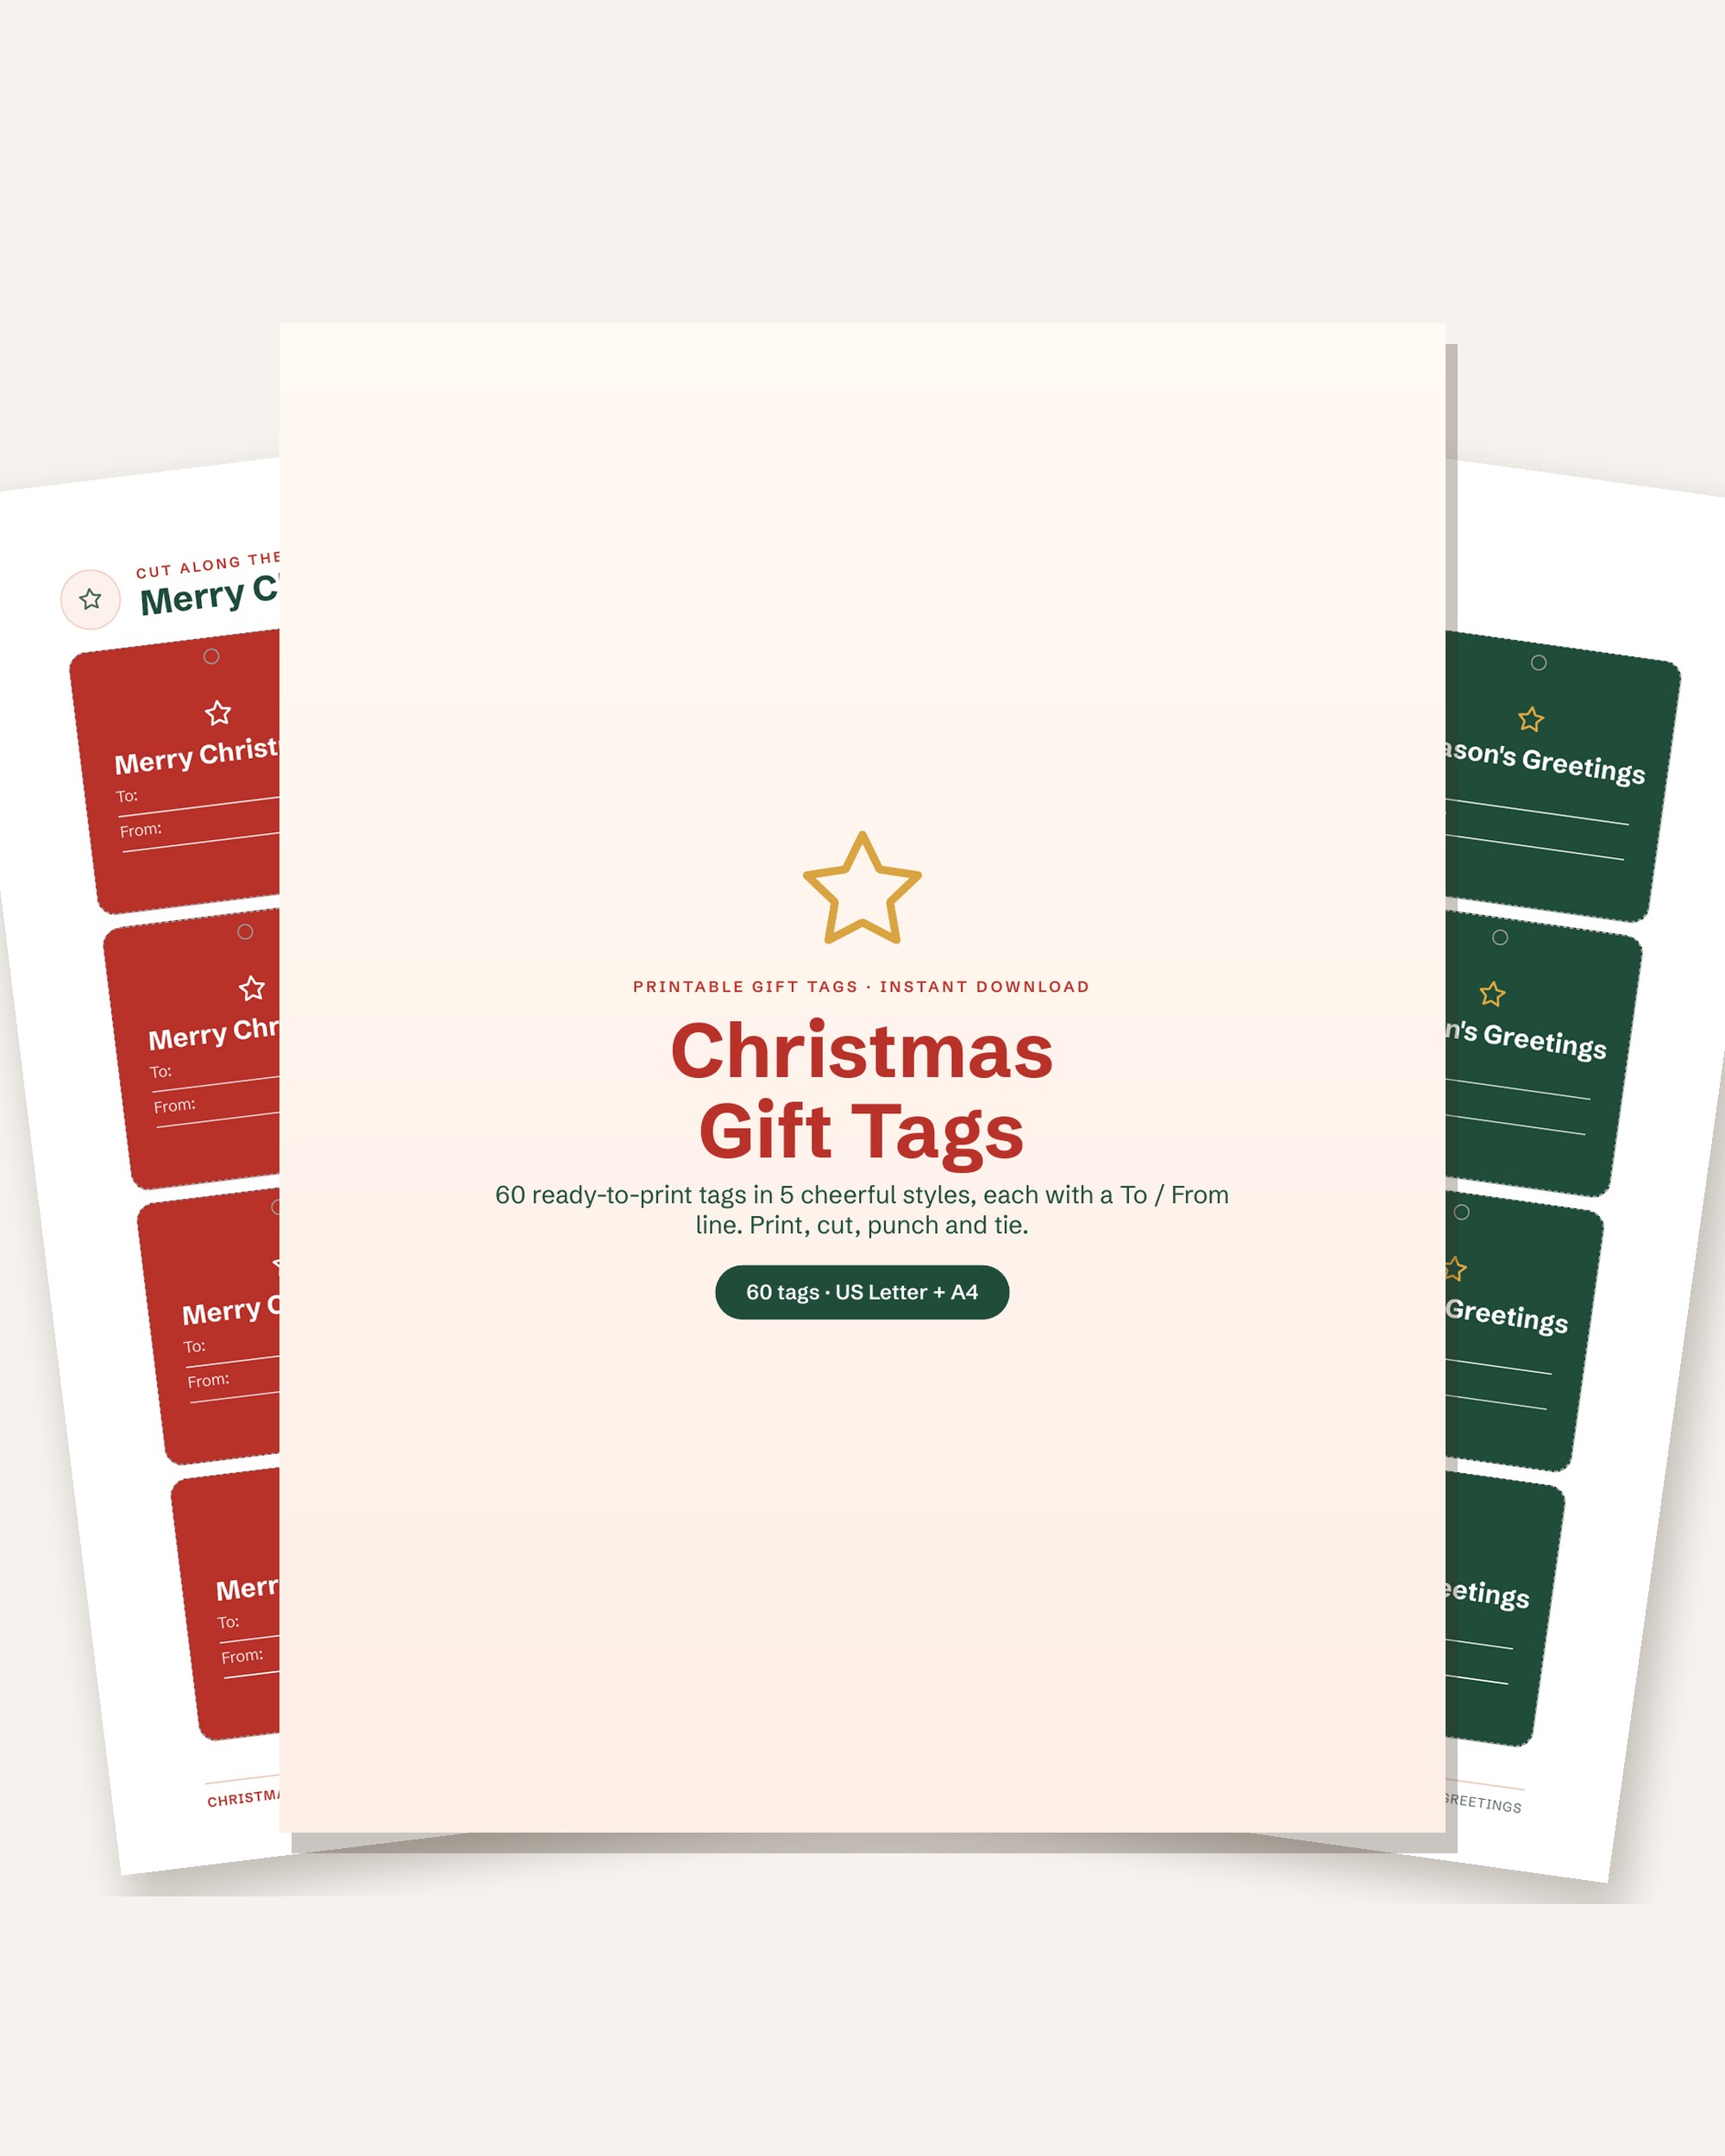 CUT ALONG THE
Merry C
Merry Christ
To:
From:
Merry Chr
To:
From:
Merry C
To:
From:
Merr
To:
From:
CHRISTMA
PRINTABLE GIFT TAGS · INSTANT DOWNLOAD
Christmas
Gift Tags
60 ready-to-print tags in 5 cheerful styles, each with a To / From
line. Print, cut, punch and tie.
60 tags · US Letter + A4
ason's Greetings
n's Greetings
Greetings
eetings
GREETINGS